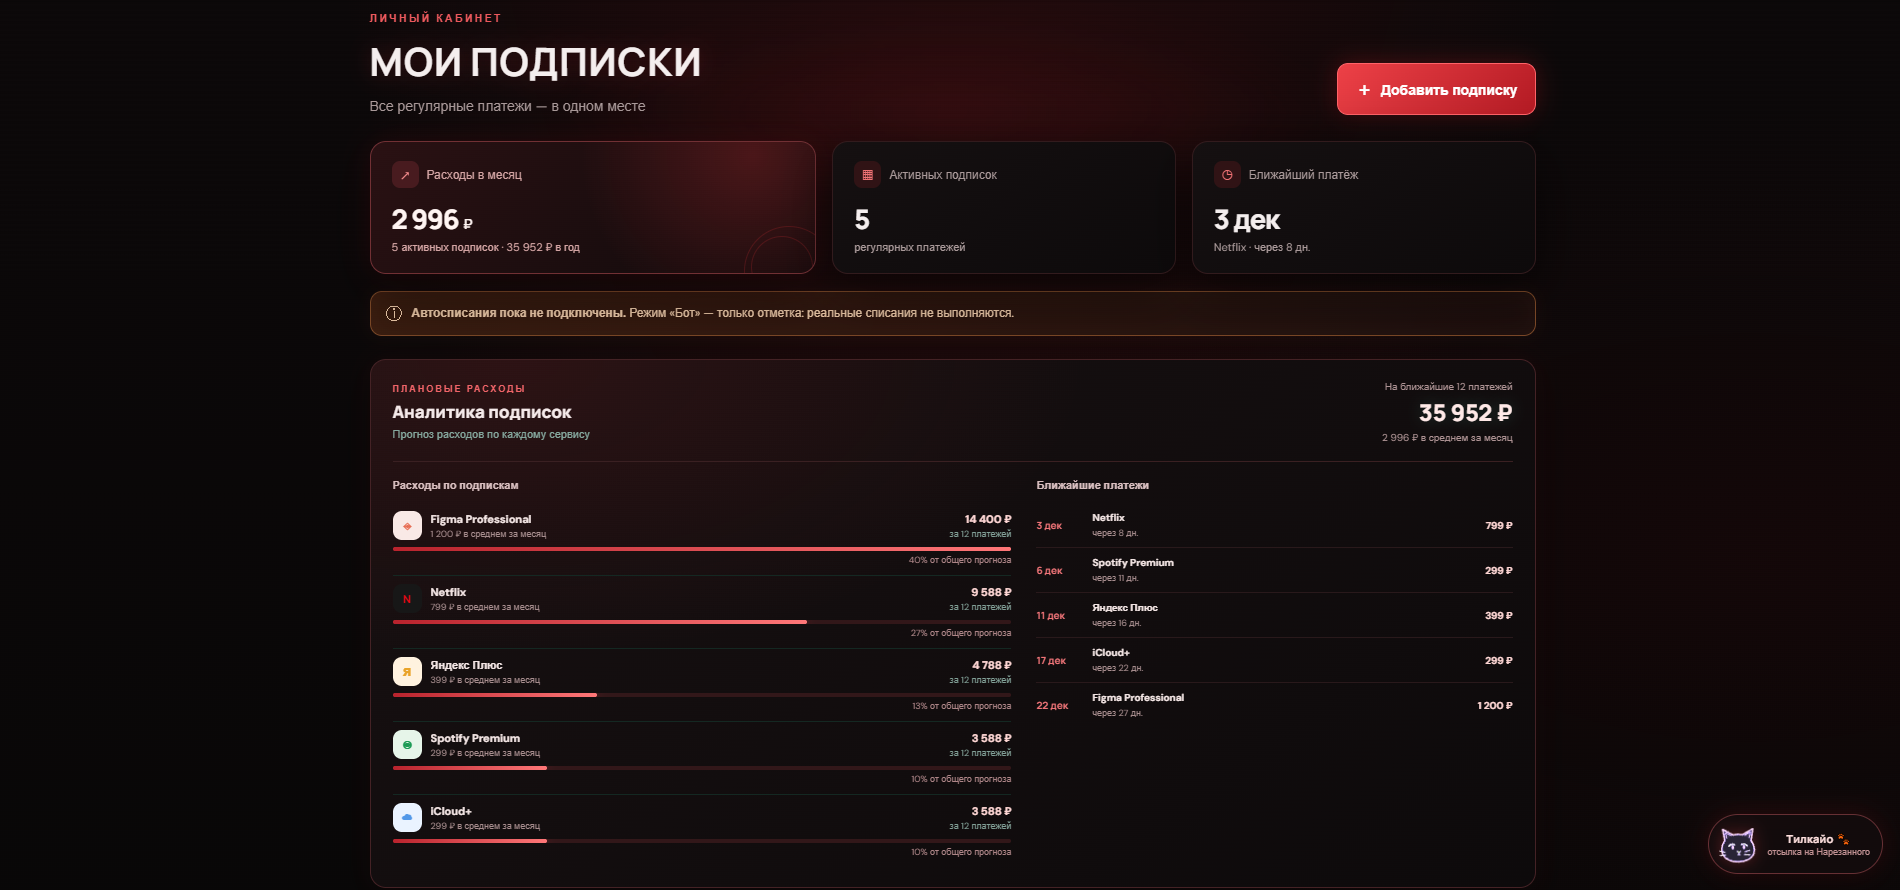 ЛИЧНЫЙ КАБИНЕТ
МОИ ПОДПИСКИ
Все регулярные платежи — в одном месте
+ Добавить подписку
Расходы в месяц
2 996 ₽
5 активных подписок · 35 952 ₽ в год
Активных подписок
5
регулярных платежей
Ближайший платёж
3 дек
Netflix · через 8 дн.
Автосписания пока не подключены. Режим «Бот» — только отметка: реальные списания не выполняются.
ПЛАНОВЫЕ РАСХОДЫ
Аналитика подписок
Прогноз расходов по каждому сервису
На ближайшие 12 платежей
35 952 ₽
2 996 ₽ в среднем за месяц
Расходы по подпискам
Figma Professional
1 200 ₽ в среднем за месяц
14 400 ₽
за 12 платежей
40% от общего прогноза
N
Netflix
799 ₽ в среднем за месяц
9 588 ₽
за 12 платежей
27% от общего прогноза
Я
Яндекс Плюс
399 ₽ в среднем за месяц
4 788 ₽
за 12 платежей
13% от общего прогноза
Spotify Premium
299 ₽ в среднем за месяц
3 588 ₽
за 12 платежей
10% от общего прогноза
iCloud+
299 ₽ в среднем за месяц
3 588 ₽
за 12 платежей
10% от общего прогноза
Ближайшие платежи
3 дек
Netflix
через 8 дн.
799 ₽
6 дек
Spotify Premium
через 11 дн.
299 ₽
11 дек
Яндекс Плюс
через 16 дн.
399 ₽
17 дек
iCloud+
через 22 дн.
299 ₽
22 дек
Figma Professional
через 27 дн.
1 200 ₽
Тилкайо 🐾
отсылка на Нарезанного